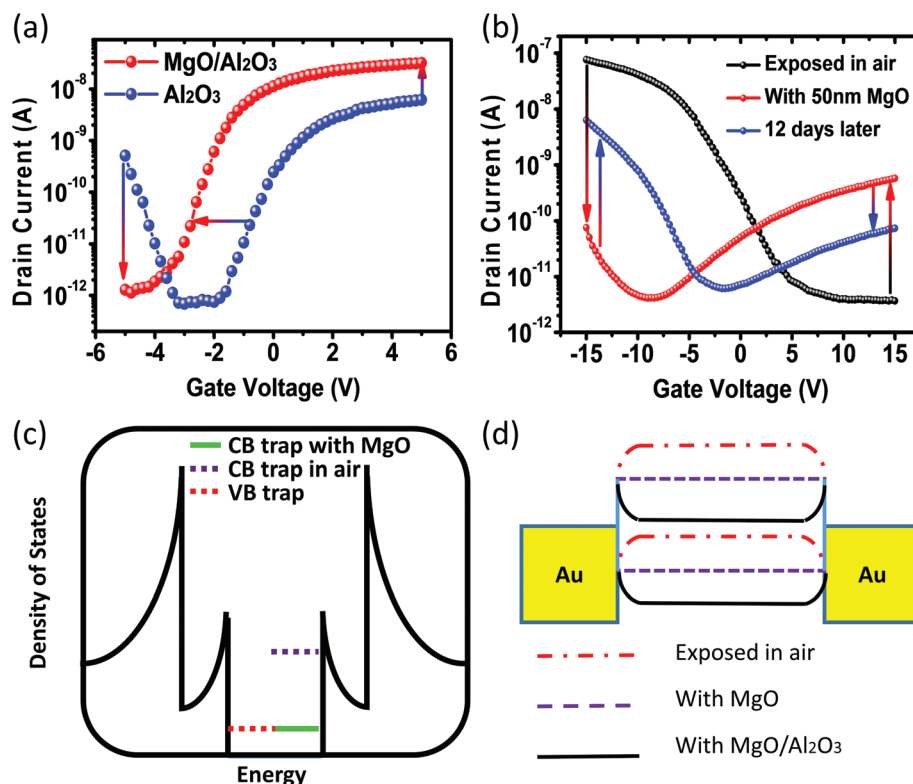 (a)
MgO/Al₂O₃
Al₂O₃
10⁻⁸
10⁻⁹
10⁻¹⁰
10⁻¹¹
10⁻¹²
Drain Current (A)
-6 -4 -2 0 2 4 6
Gate Voltage (V)
(b)
Exposed in air
With 50nm MgO
12 days later
10⁻⁷
10⁻⁸
10⁻⁹
10⁻¹⁰
10⁻¹¹
10⁻¹²
Drain Current (A)
-15 -10 -5 0 5 10 15
Gate Voltage (V)
(c)
CB trap with MgO
CB trap in air
VB trap
Density of States
Energy
(d)
Au Au
Exposed in air
With MgO
With MgO/Al₂O₃